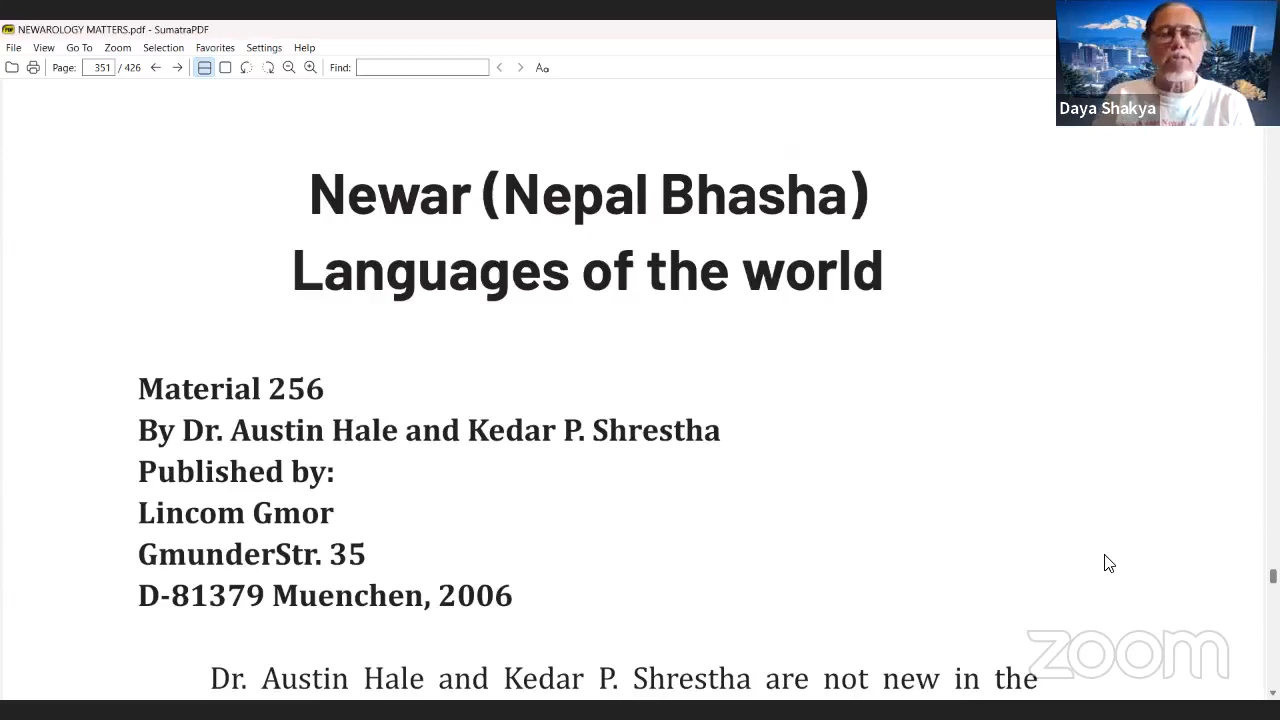 NEWAROLOGY MATTERS.pdf - SumatraPDF
File View Go To Zoom Selection Favorites Settings Help
Page: 351 / 426 Find: Aa
Daya Shakya
Newar (Nepal Bhasha)
Languages of the world
Material 256
By Dr. Austin Hale and Kedar P. Shrestha
Published by:
Lincom Gmor
GmunderStr. 35
D-81379 Muenchen, 2006
Dr. Austin Hale and Kedar P. Shrestha are not new in the
zoom